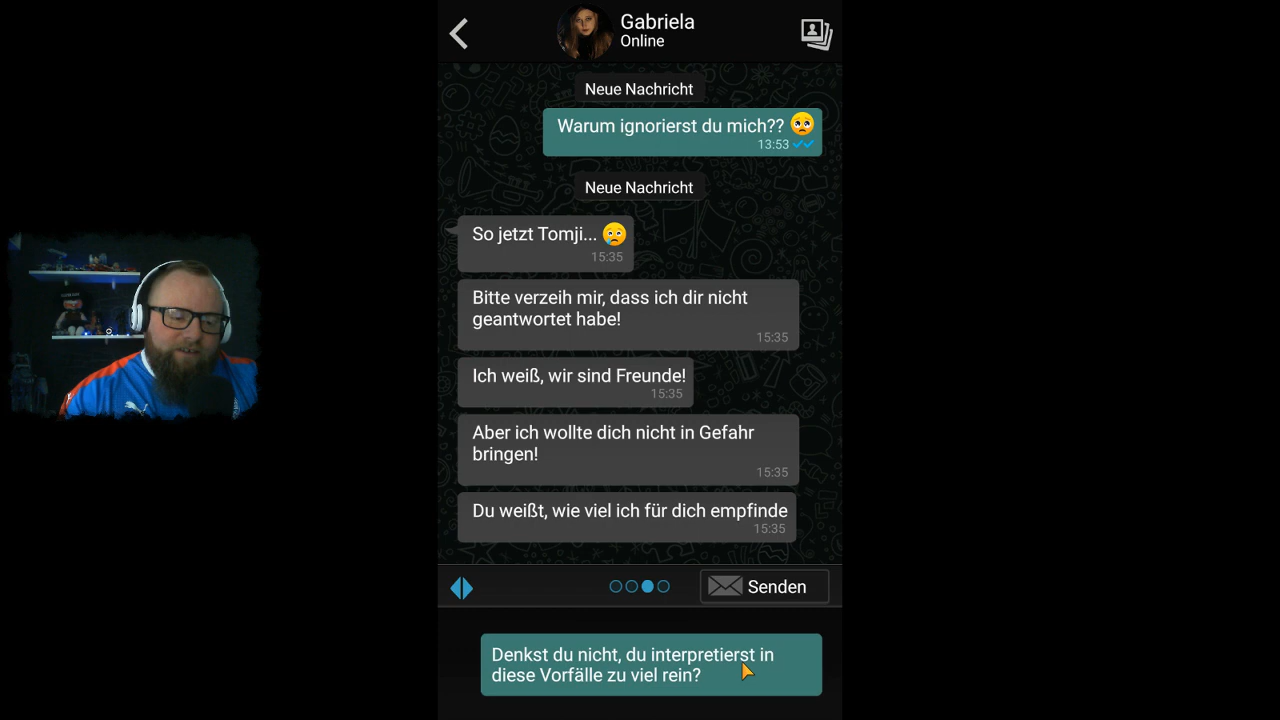 Gabriela
Online
Neue Nachricht
Warum ignorierst du mich?? 🥺
13:53
Neue Nachricht
So jetzt Tomji... 😢
15:35
Bitte verzeih mir, dass ich dir nicht
geantwortet habe!
15:35
Ich weiß, wir sind Freunde!
15:35
Aber ich wollte dich nicht in Gefahr
bringen!
15:35
Du weißt, wie viel ich für dich empfinde
15:35
Senden
Denkst du nicht, du interpretierst in
diese Vorfälle zu viel rein?